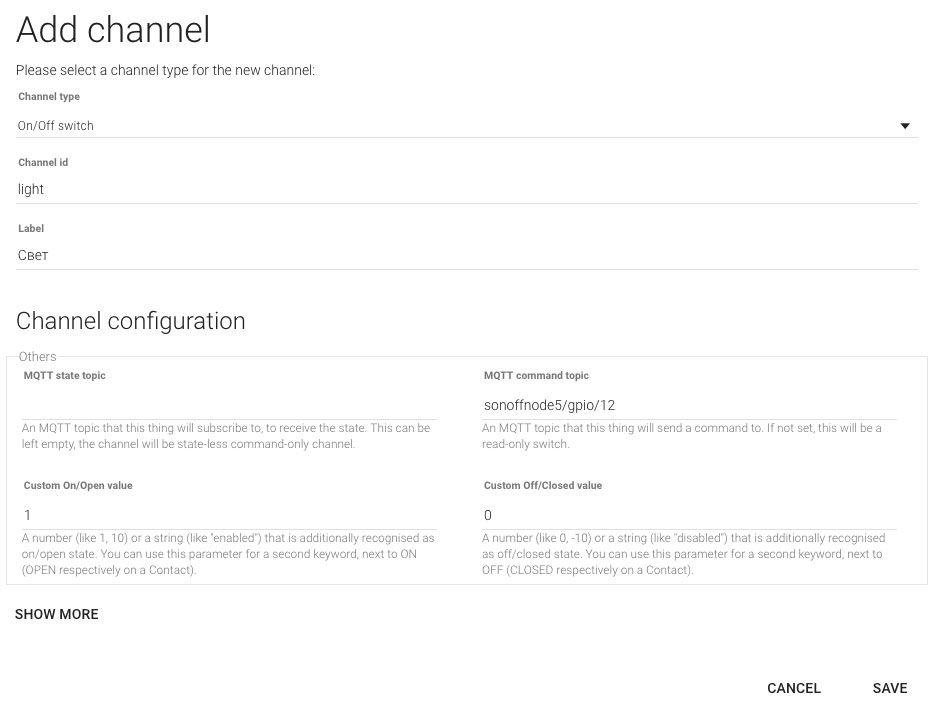 Add channel
Please select a channel type for the new channel:
Channel type
On/Off switch
Channel id
light
Label
Свет
Channel configuration
Others
MQTT state topic
An MQTT topic that this thing will subscribe to, to receive the state. This can be
left empty, the channel will be state-less command-only channel.
MQTT command topic
sonoffnode5/gpio/12
An MQTT topic that this thing will send a command to. If not set, this will be a
read-only switch.
Custom On/Open value
1
A number (like 1, 10) or a string (like "enabled") that is additionally recognised as
on/open state. You can use this parameter for a second keyword, next to ON
(OPEN respectively on a Contact).
Custom Off/Closed value
0
A number (like 0, -10) or a string (like "disabled") that is additionally recognised
as off/closed state. You can use this parameter for a second keyword, next to
OFF (CLOSED respectively on a Contact).
SHOW MORE
CANCEL
SAVE